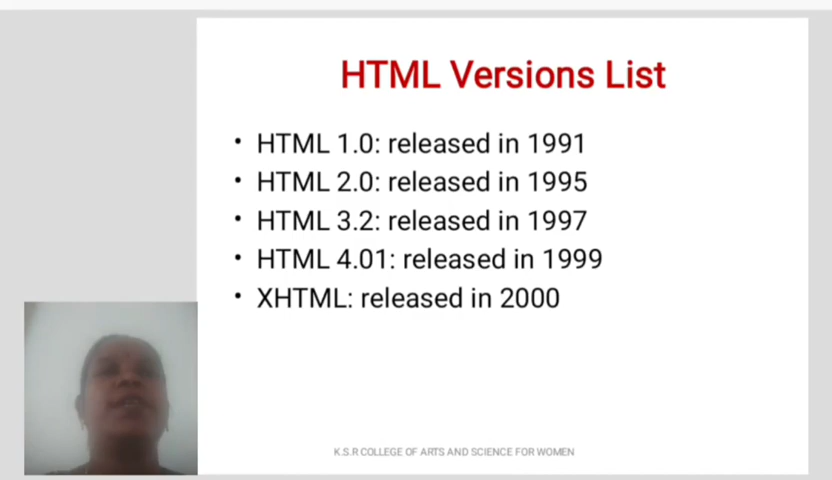 HTML Versions List
• HTML 1.0: released in 1991
• HTML 2.0: released in 1995
• HTML 3.2: released in 1997
• HTML 4.01: released in 1999
• XHTML: released in 2000
K.S.R COLLEGE OF ARTS AND SCIENCE FOR WOMEN